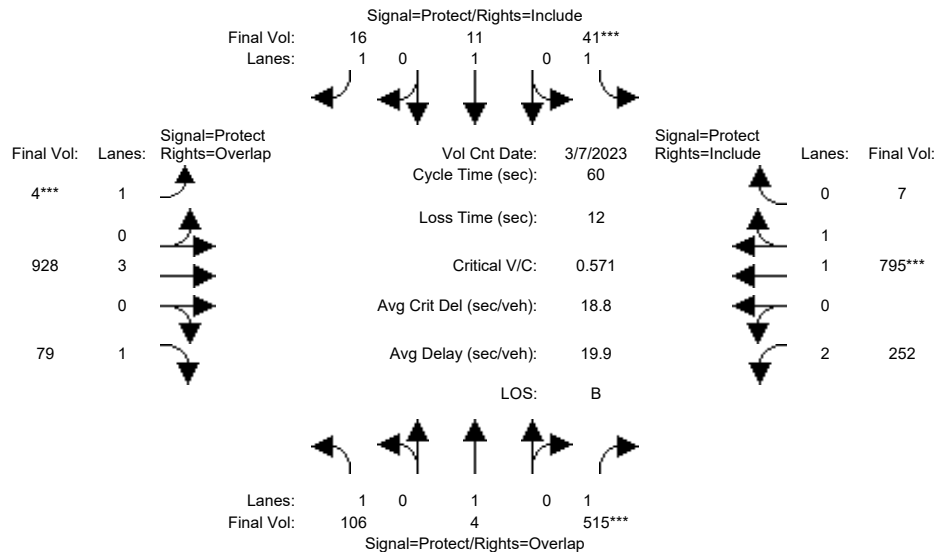 Signal=Protect/Rights=Include
Final Vol: 16 11 41***
Lanes: 1 0 1 0 1
Signal=Protect
Final Vol: Lanes: Rights=Overlap
Vol Cnt Date: 3/7/2023
Signal=Protect
Rights=Include Lanes: Final Vol:
Cycle Time (sec): 60
4*** 1 0 7
Loss Time (sec): 12
0 1
928 3 Critical V/C: 0.571 1 795***
0 Avg Crit Del (sec/veh): 18.8 0
79 1 Avg Delay (sec/veh): 19.9 2 252
LOS: B
Lanes: 1 0 1 0 1
Final Vol: 106 4 515***
Signal=Protect/Rights=Overlap